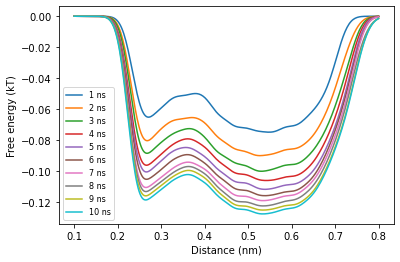 0.00
−0.02
−0.04
−0.06
−0.08
−0.10
−0.12
Free energy (kT)
1 ns
2 ns
3 ns
4 ns
5 ns
6 ns
7 ns
8 ns
9 ns
10 ns
0.1 0.2 0.3 0.4 0.5 0.6 0.7 0.8
Distance (nm)